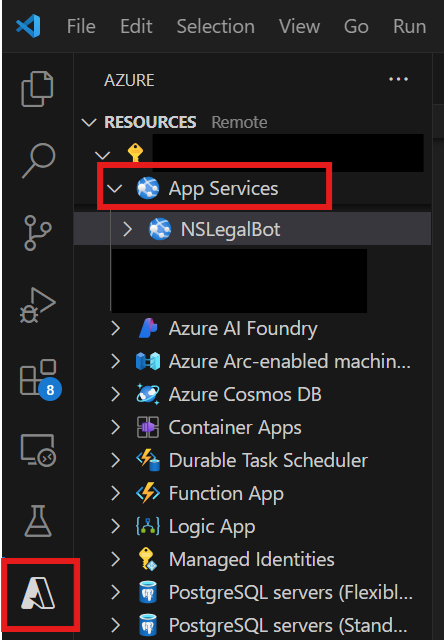 File Edit Selection View Go Run
AZURE ...
RESOURCES Remote
App Services
NSLegalBot
Azure AI Foundry
Azure Arc-enabled machin...
Azure Cosmos DB
Container Apps
Durable Task Scheduler
Function App
Logic App
8
Managed Identities
PostgreSQL servers (Flexibl...
PostgreSQL servers (Stand...